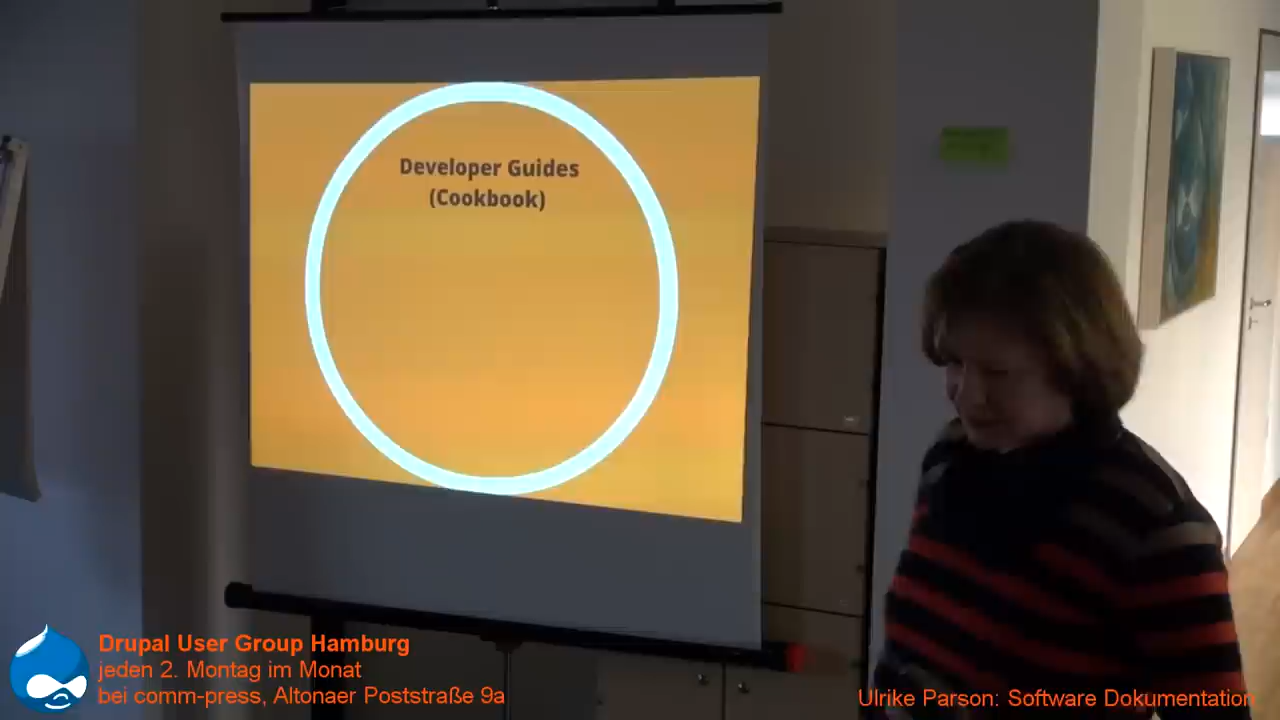 Developer Guides
(Cookbook)
Drupal User Group Hamburg
jeden 2. Montag im Monat
bei comm-press, Altonaer Poststraße 9a
Ulrike Parson: Software Dokumentation